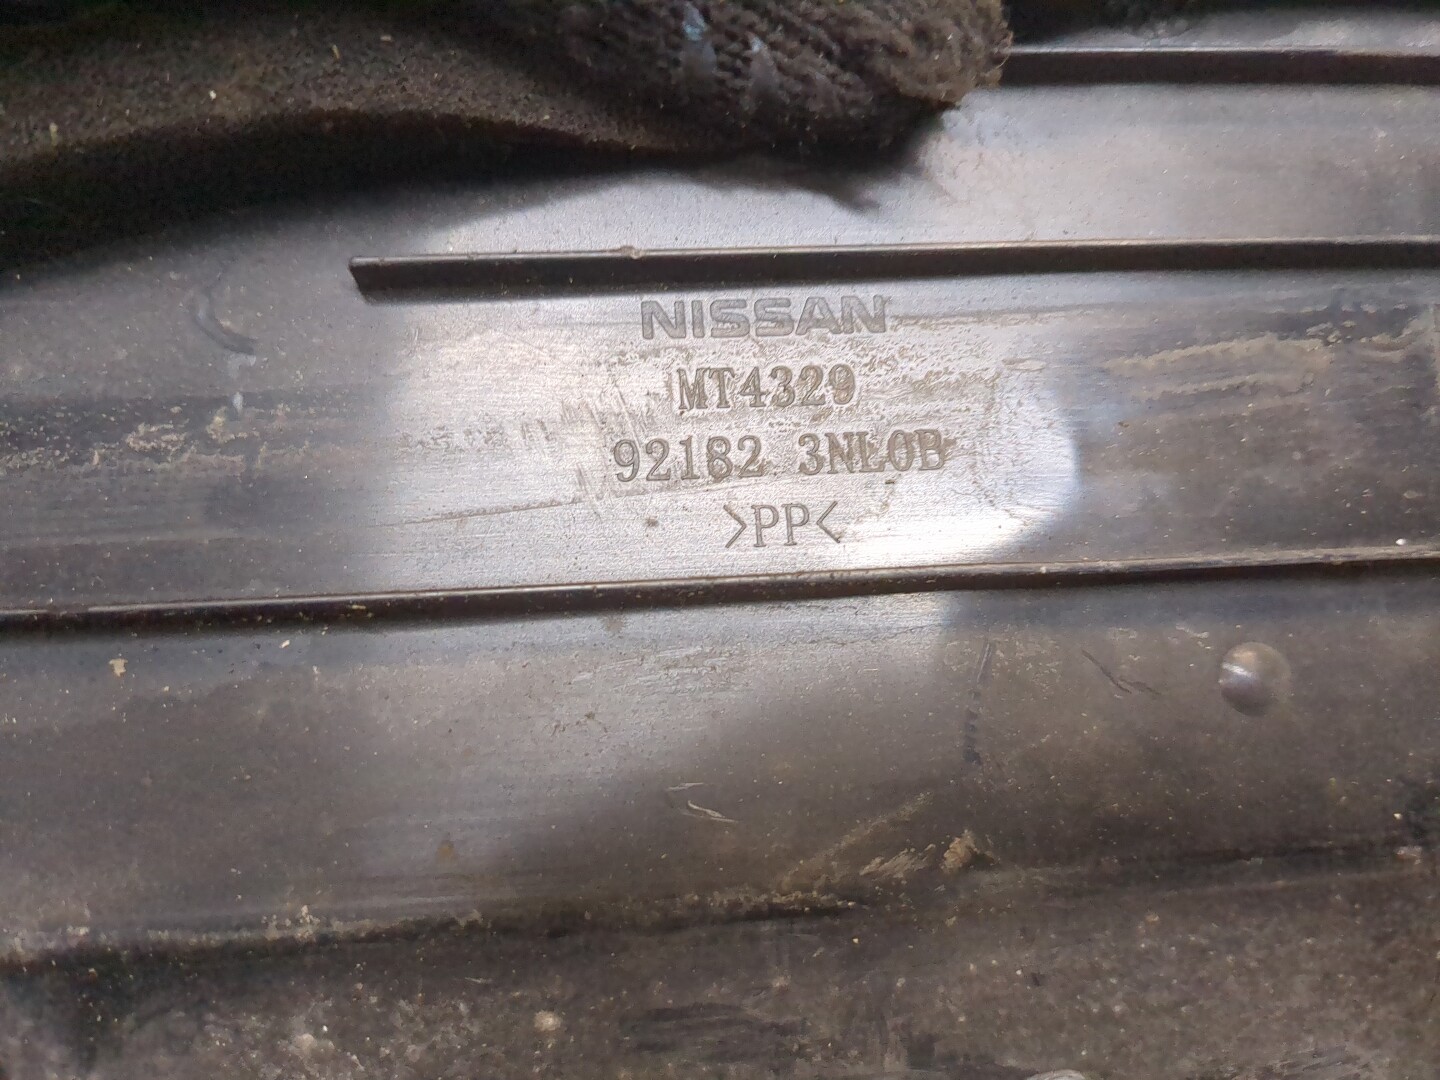 NISSAN
MT4329
92182 3NL0B
>PP<